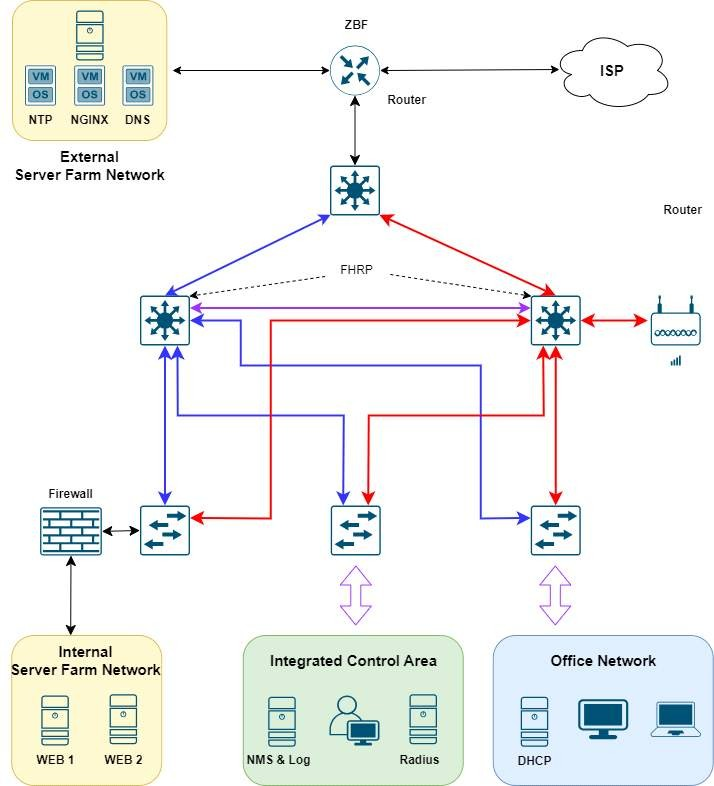 ZBF
ISP
Router
VM VM VM
OS OS OS
NTP NGINX DNS
External
Server Farm Network
Router
FHRP
Firewall
Internal
Server Farm Network
WEB 1 WEB 2
Integrated Control Area
NMS & Log Radius
Office Network
DHCP